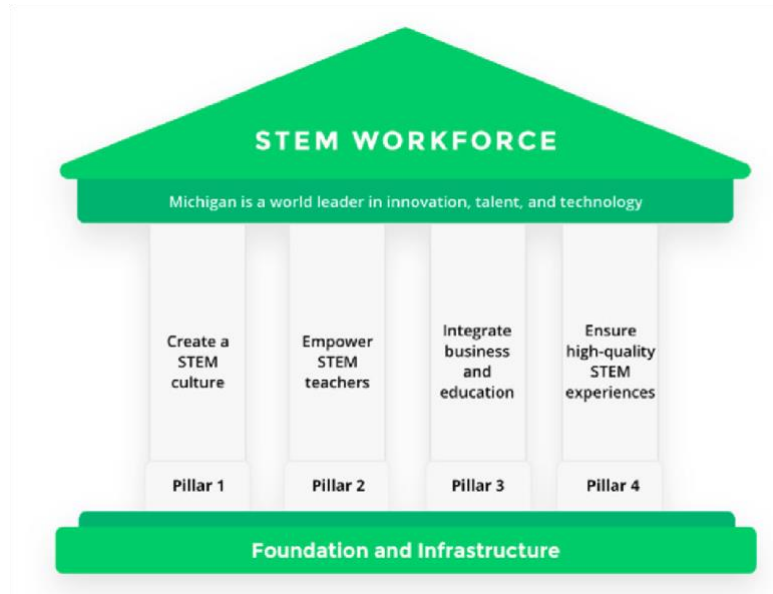 STEM WORKFORCE
Michigan is a world leader in innovation, talent, and technology
Create a
STEM
culture
Empower
STEM
teachers
Integrate
business
and
education
Ensure
high-quality
STEM
experiences
Pillar 1
Pillar 2
Pillar 3
Pillar 4
Foundation and Infrastructure